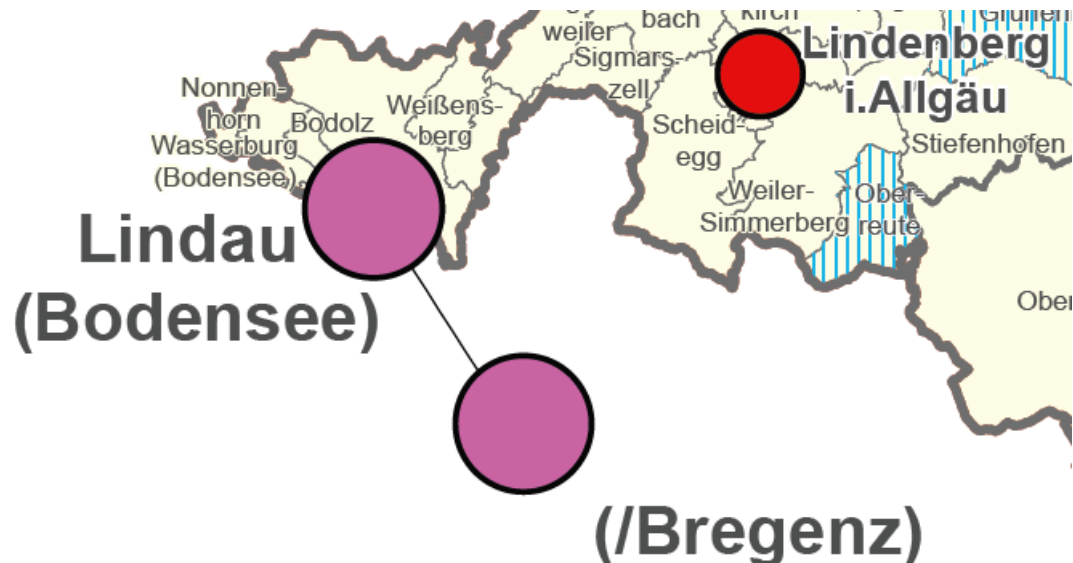 bach
kirch
weiler
Lindenberg
i.Allgäu
Sigmars-
zell
Nonnen-
horn
Bodolz
Weißens-
berg
Wasserburg
(Bodensee)
Scheid-
egg
Stiefenhofen
Weiler-
Simmerberg
Ober-
reute
Lindau
(Bodensee)
Ober
(/Bregenz)